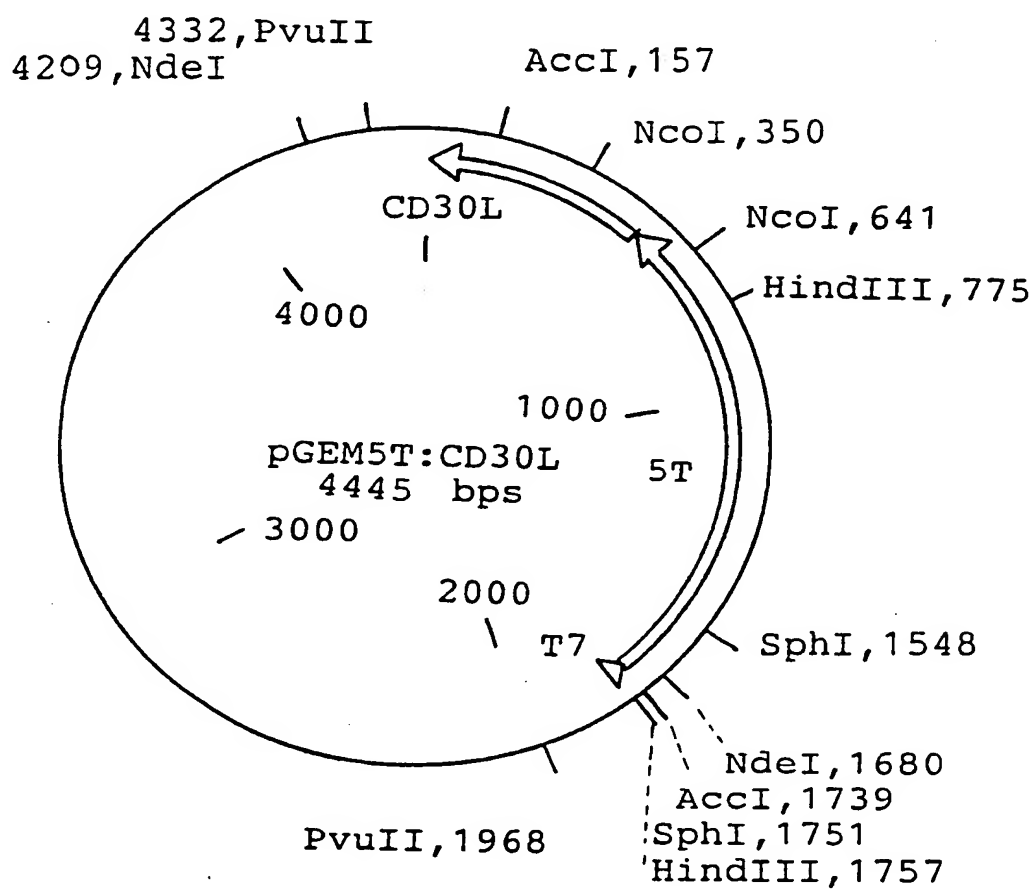 4332,PvuII
4209,NdeI
AccI,157
NcoI,350
CD30L
NcoI,641
HindIII,775
4000
1000
pGEM5T:CD30L
4445 bps
5T
3000
2000
T7
SphI,1548
NdeI,1680
AccI,1739
PvuII,1968
SphI,1751
HindIII,1757